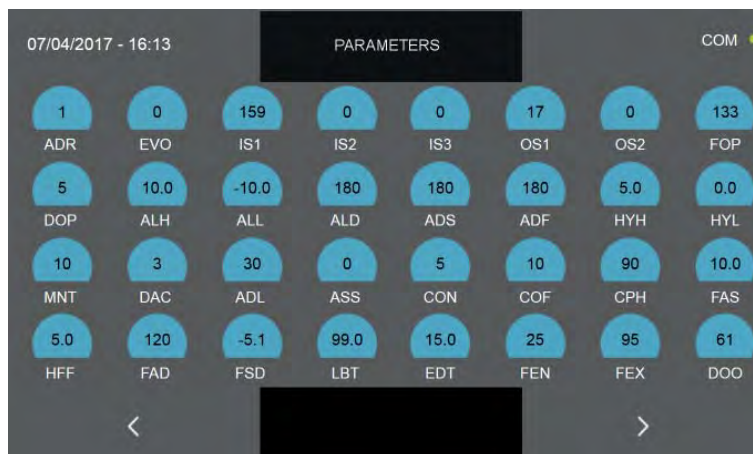 07/04/2017 - 16:13 PARAMETERS COM
1 0 159 0 0 17 0 133
ADR EVO IS1 IS2 IS3 OS1 OS2 FOP
5 10.0 -10.0 180 180 180 5.0 0.0
DOP ALH ALL ALD ADS ADF HYH HYL
10 3 30 0 5 10 90 10.0
MNT DAC ADL ASS CON COF CPH FAS
5.0 120 -5.1 99.0 15.0 25 95 61
HFF FAD FSD LBT EDT FEN FEX DOO